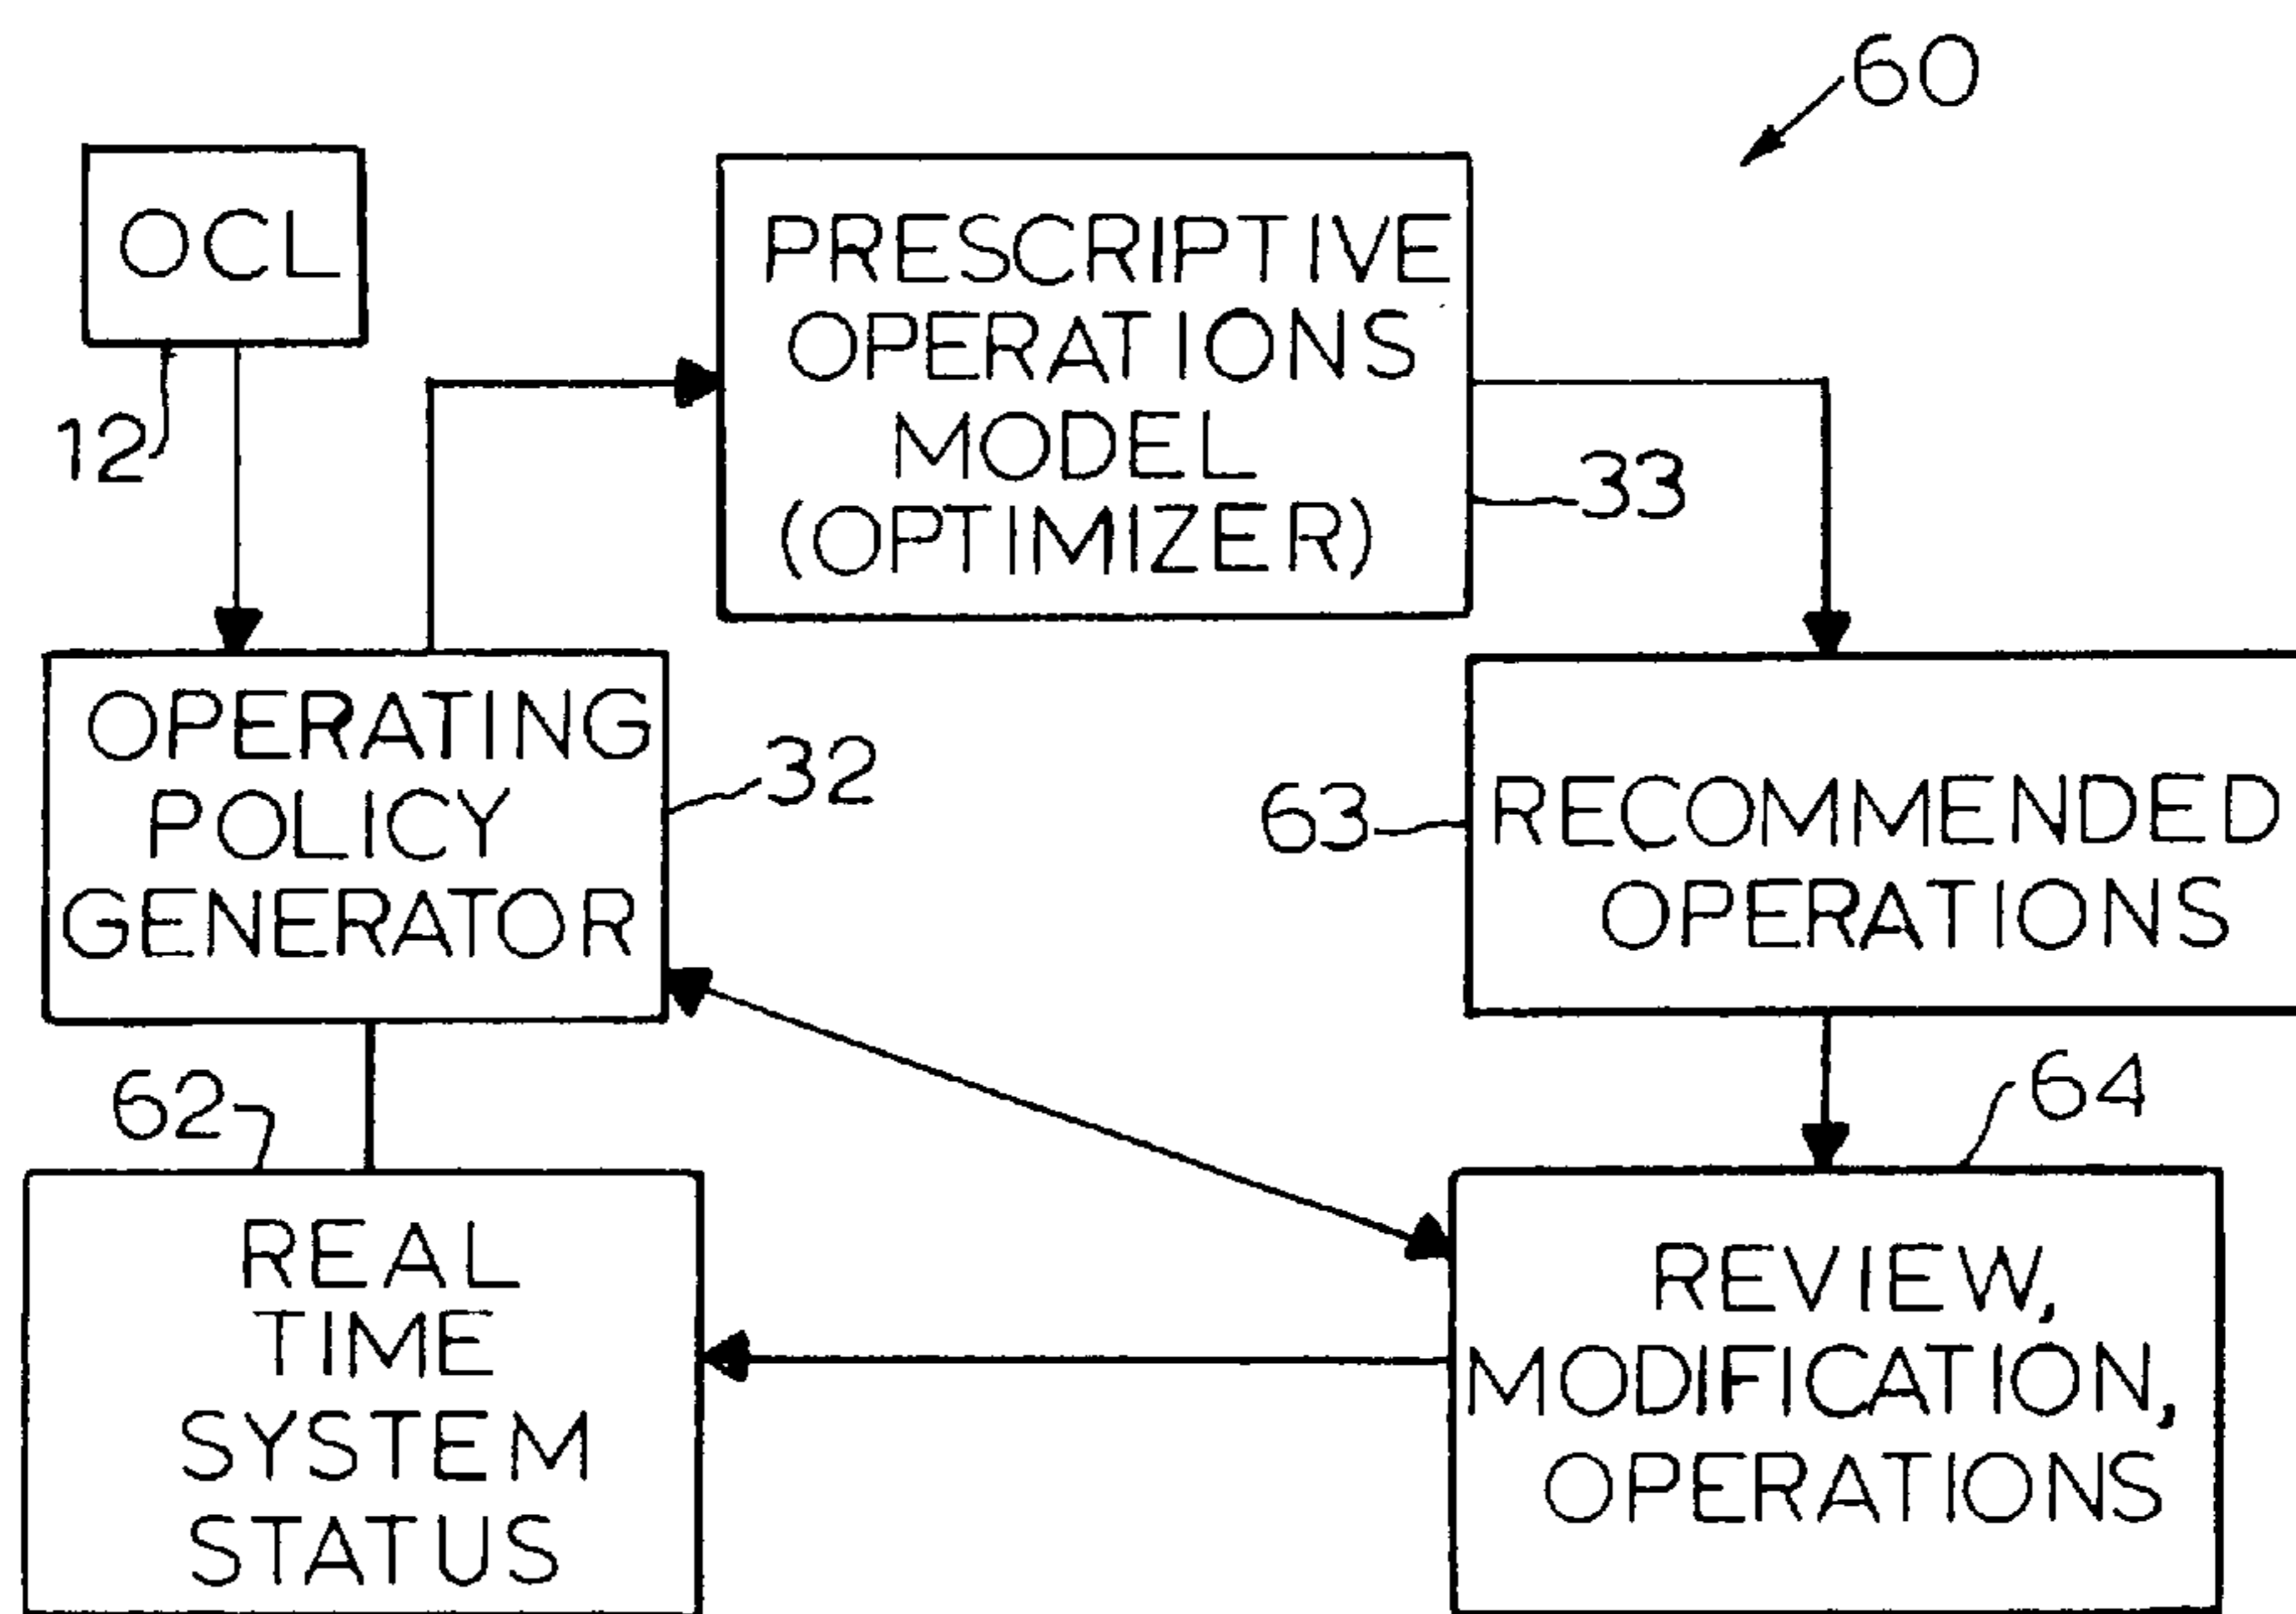 60
OCL
12
PRESCRIPTIVE
OPERATIONS
MODEL
(OPTIMIZER)
33
OPERATING
POLICY
GENERATOR
32
63
RECOMMENDED
OPERATIONS
62
REAL
TIME
SYSTEM
STATUS
64
REVIEW,
MODIFICATION,
OPERATIONS